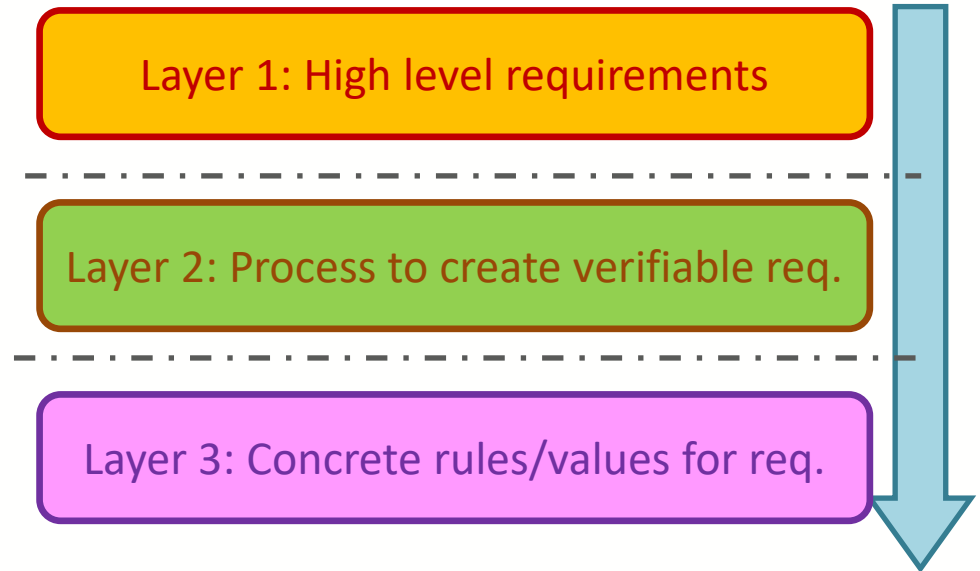 Layer 1: High level requirements
Layer 2: Process to create verifiable req.
Layer 3: Concrete rules/values for req.